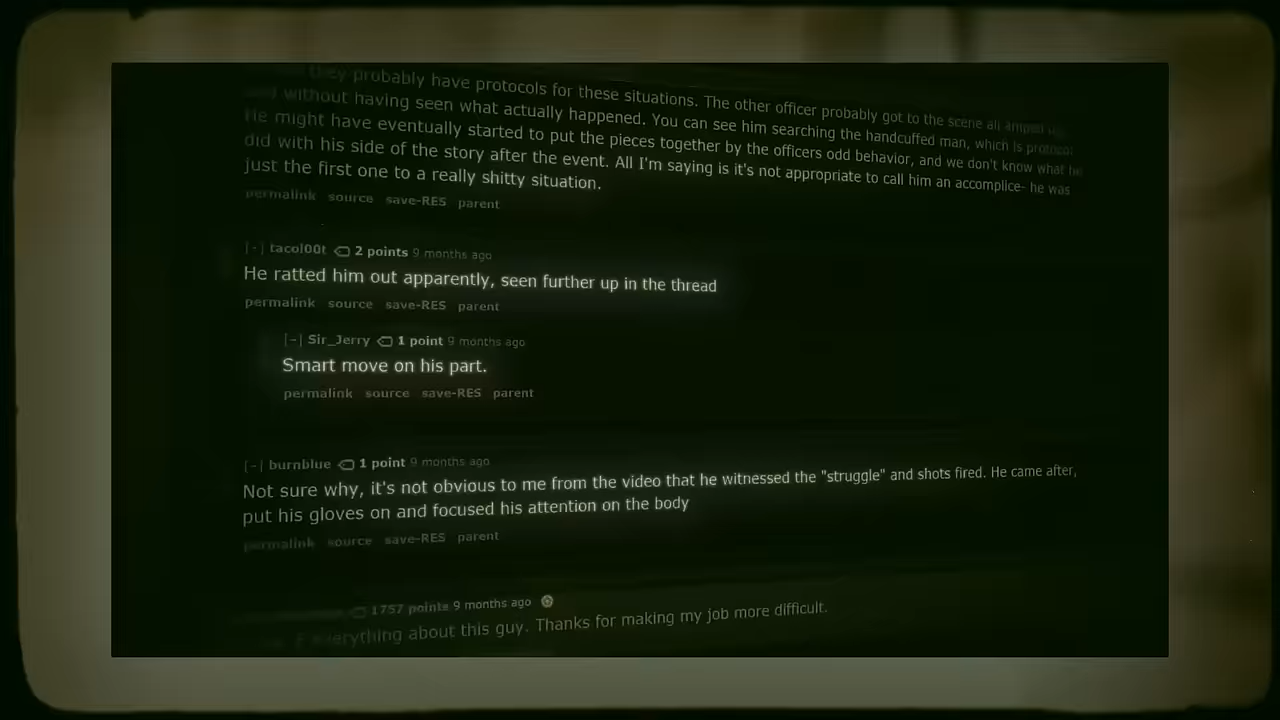 they probably have protocols for these situations. The other officer probably got to the scene all amped up
and without having seen what actually happened. You can see him searching the handcuffed man, which is protocol
He might have eventually started to put the pieces together by the officers odd behavior, and we don't know what he
did with his side of the story after the event. All I'm saying is it's not appropriate to call him an accomplice- he was
just the first one to a really shitty situation.
permalink source save-RES parent
[-] tacol00t 2 points 9 months ago
He ratted him out apparently, seen further up in the thread
permalink source save-RES parent
[-] Sir_Jerry 1 point 9 months ago
Smart move on his part.
permalink source save-RES parent
[-] burnblue 1 point 9 months ago
Not sure why, it's not obvious to me from the video that he witnessed the "struggle" and shots fired. He came after,
put his gloves on and focused his attention on the body
permalink source save-RES parent
1757 points 9 months ago
everything about this guy. Thanks for making my job more difficult.